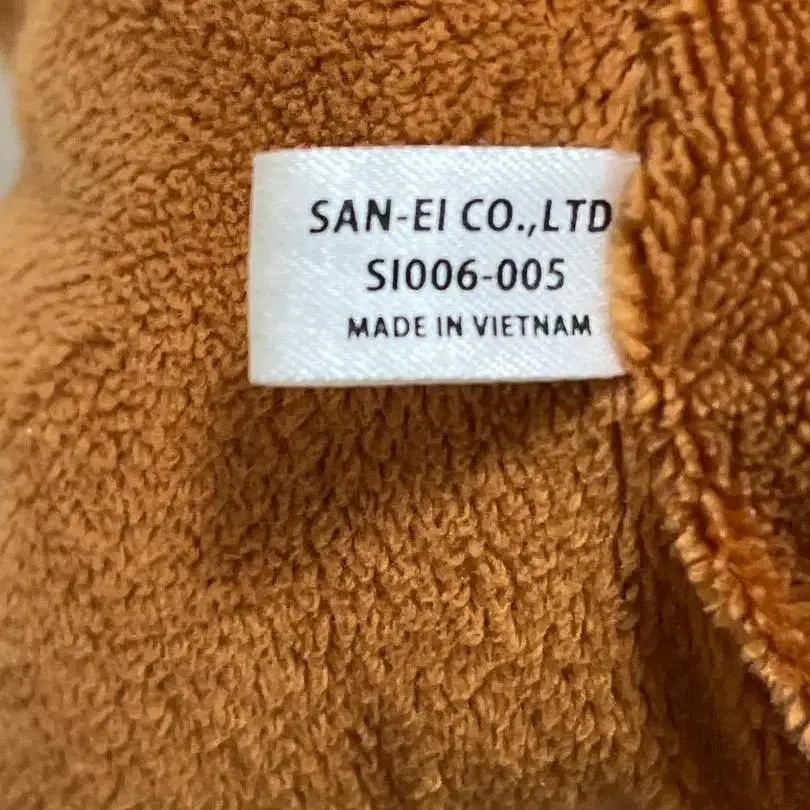 SAN-EI CO.,LTD
SI006-005
MADE IN VIETNAM